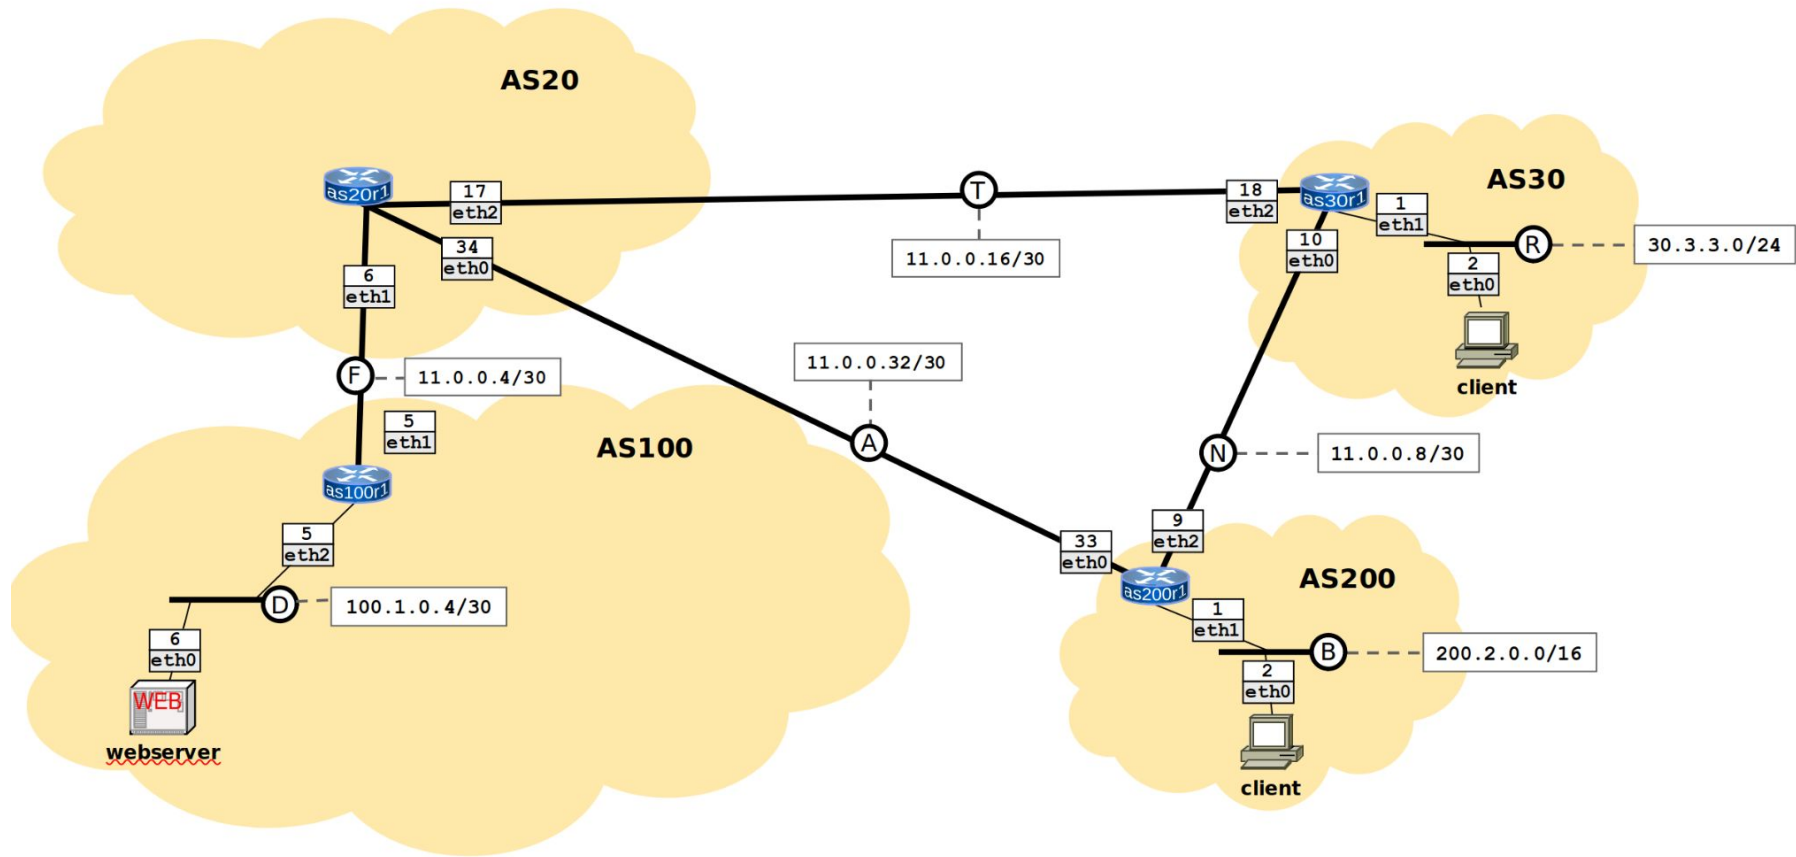 AS20
as20r1
17
eth2
34
eth0
6
eth1
T
11.0.0.16/30
18
eth2
as30r1
AS30
1
eth1
10
eth0
R
30.3.3.0/24
2
eth0
client
F
11.0.0.4/30
11.0.0.32/30
A
5
eth1
AS100
as100r1
N
11.0.0.8/30
5
eth2
D
100.1.0.4/30
6
eth0
WEB
webserver
33
eth0
9
eth2
as200r1
AS200
1
eth1
B
200.2.0.0/16
2
eth0
client